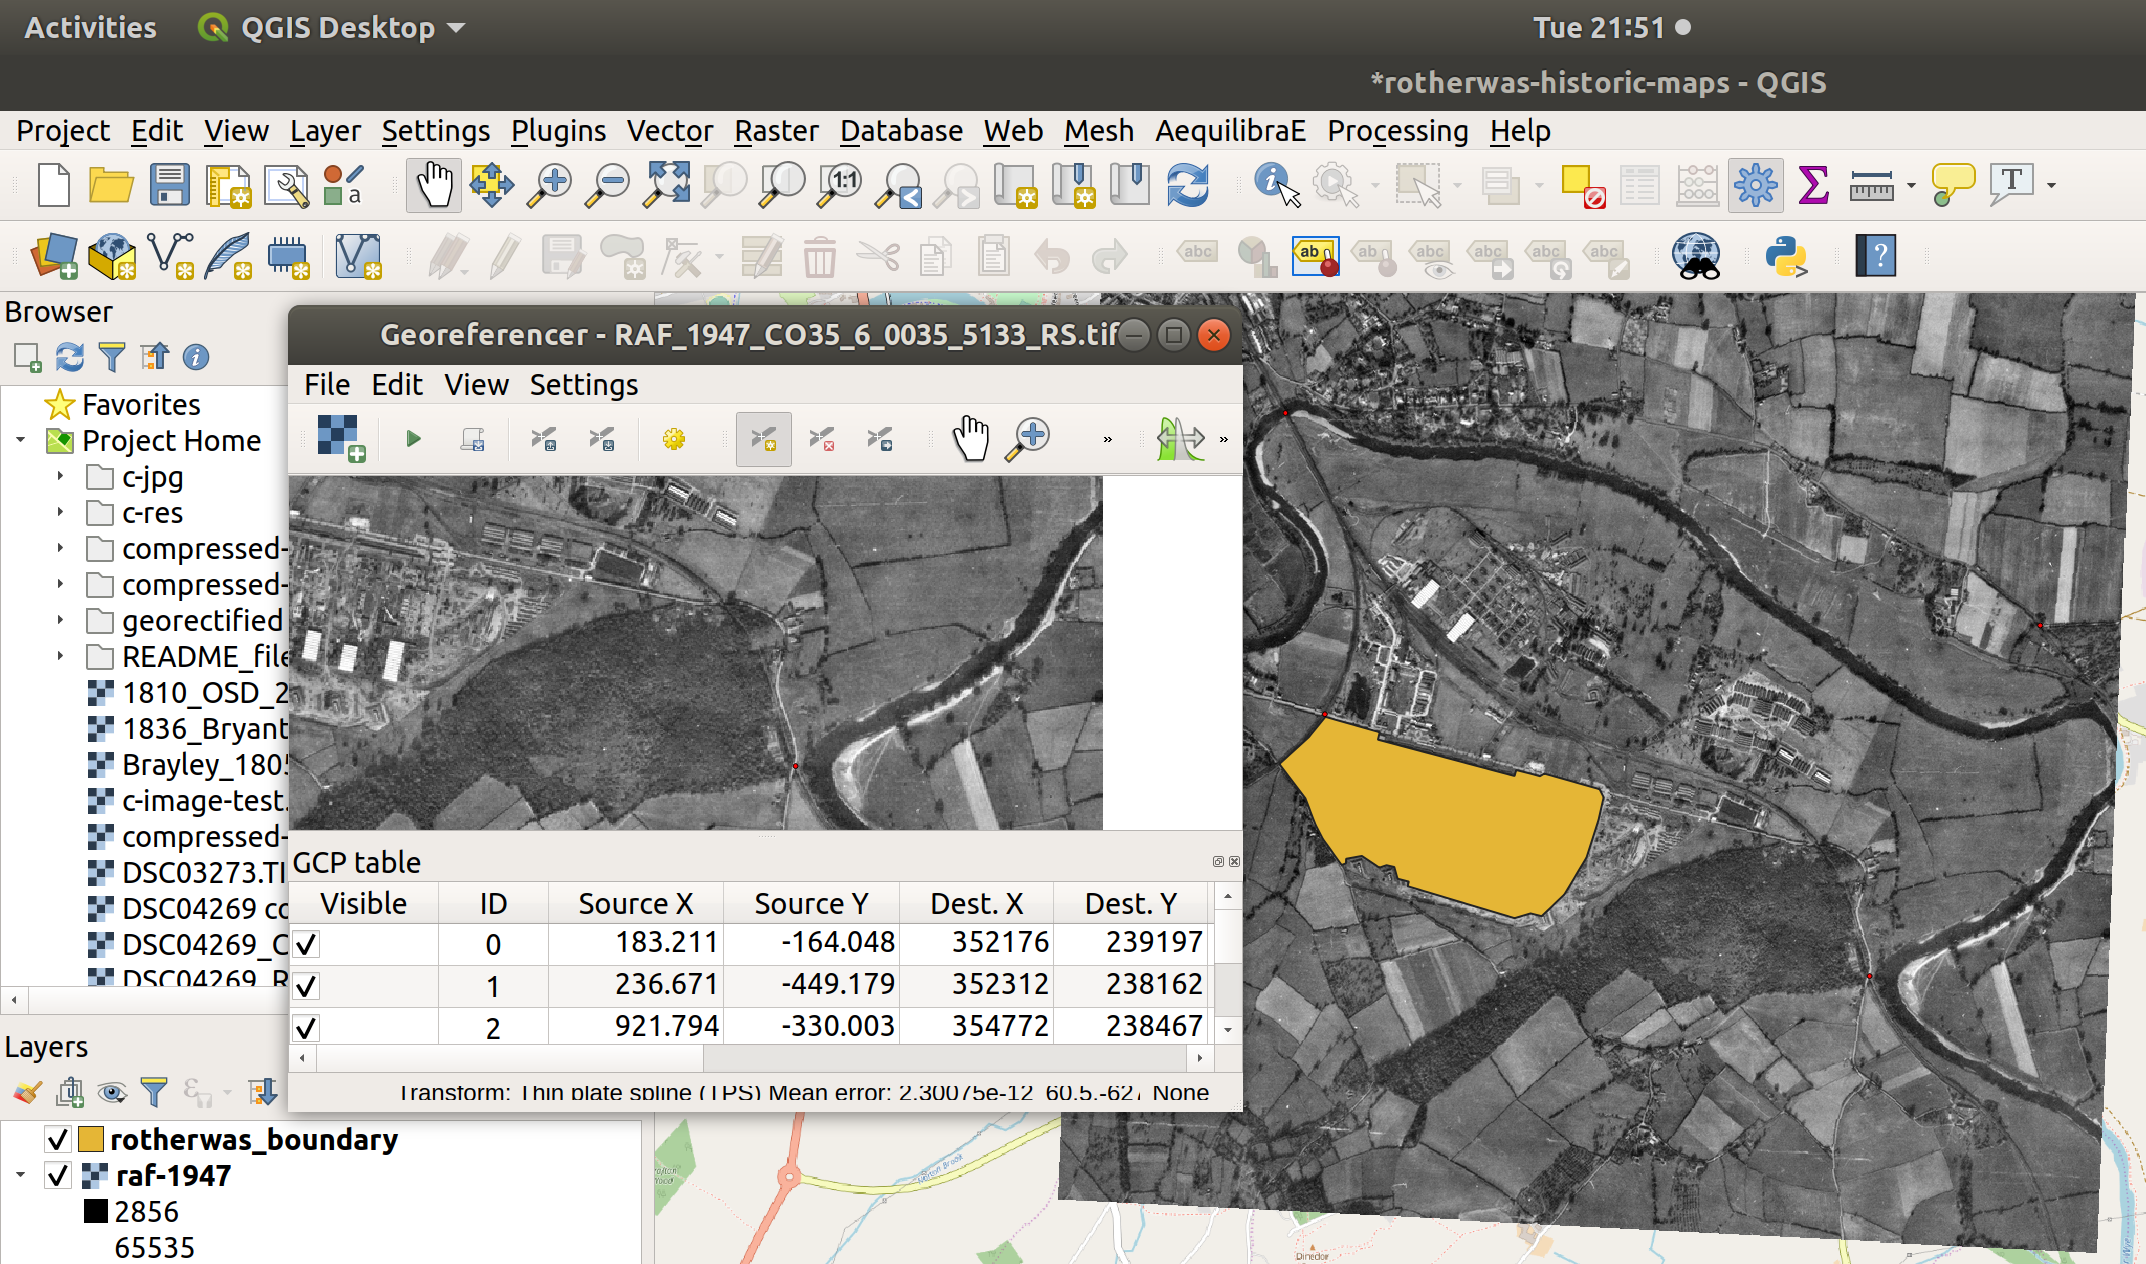 Activities QGIS Desktop Tue 21:51
*rotherwas-historic-maps - QGIS
Project Edit View Layer Settings Plugins Vector Raster Database Web Mesh AequilibraE Processing Help
Browser
Favorites
Project Home
c-jpg
c-res
compressed-
compressed-
georectified
README_file
1810_OSD_2
1836_Bryant
Brayley_1805
c-image-test.
compressed-
DSC03273.TI
DSC04269 co
DSC04269_C
DSC04269_R
Georeferencer - RAF_1947_CO35_6_0035_5133_RS.tif
File Edit View Settings
GCP table
Visible ID Source X Source Y Dest. X Dest. Y
0 183.211 -164.048 352176 239197
1 236.671 -449.179 352312 238162
2 921.794 -330.003 354772 238467
Transform: Thin plate spline (TPS) Mean error: 2.30075e-12 60.5,-627 None
Layers
rotherwas_boundary
raf-1947
2856
65535
Norton Brook
Dinedor